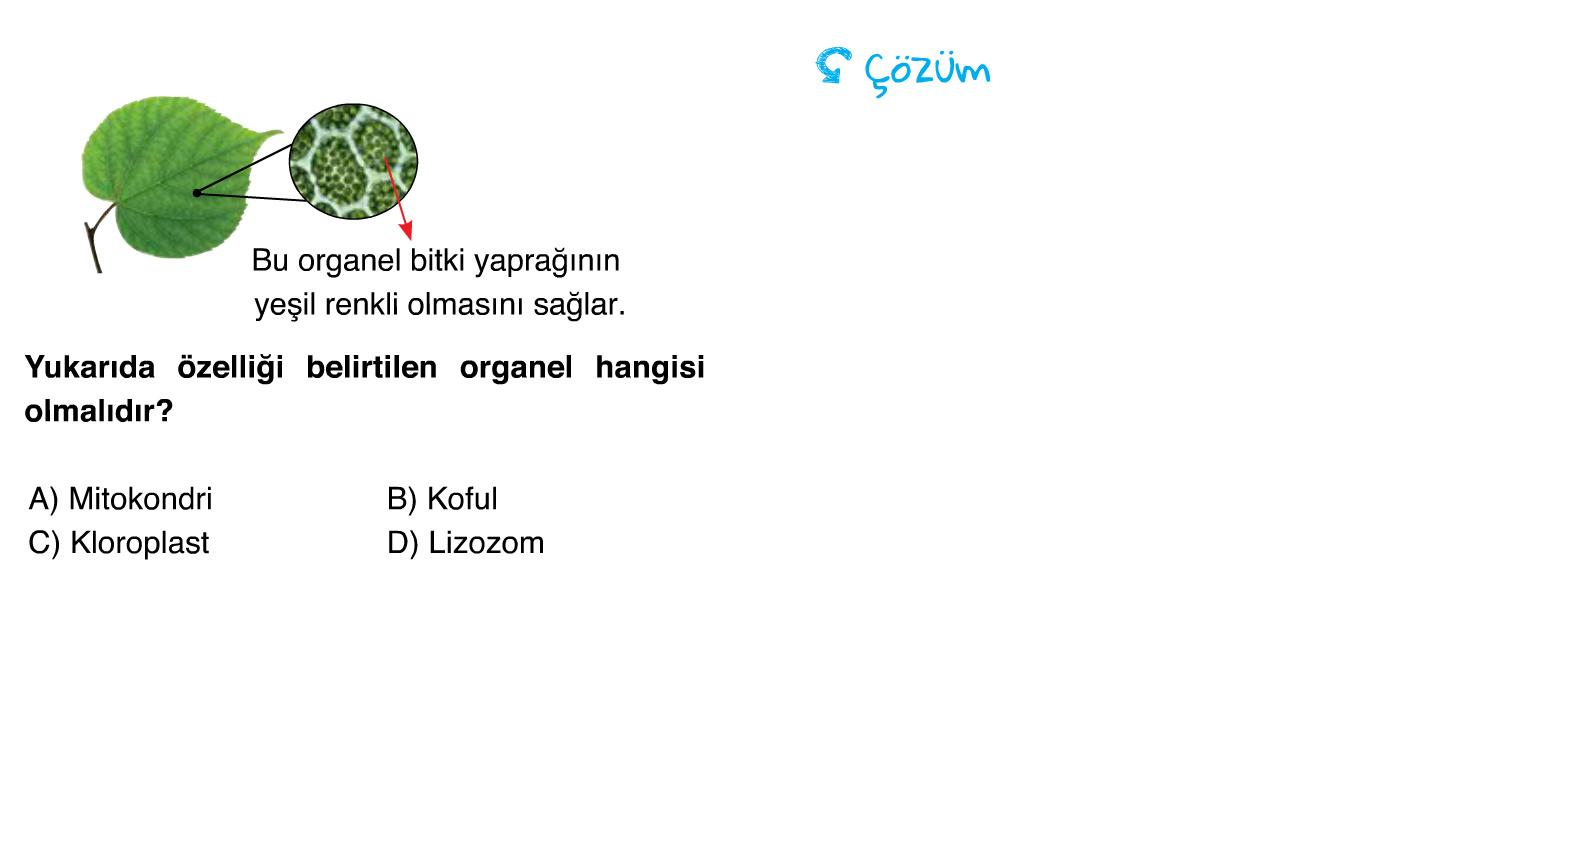 Çözüm
Bu organel bitki yaprağının
yeşil renkli olmasını sağlar.
Yukarıda özelliği belirtilen organel hangisi
olmalıdır?
A) Mitokondri B) Koful
C) Kloroplast D) Lizozom